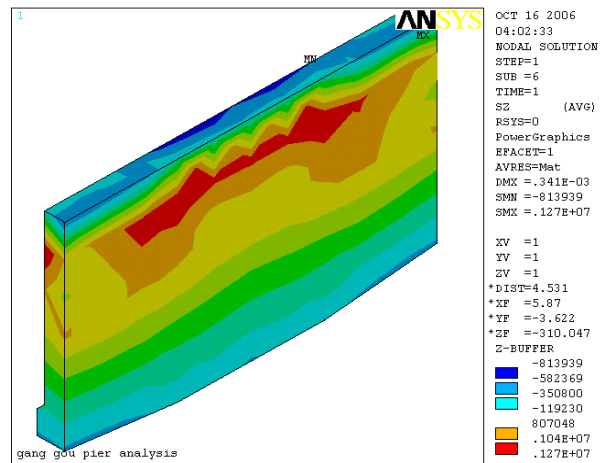 1
ANSYS
MX
MN
OCT 16 2006
04:02:33
NODAL SOLUTION
STEP=1
SUB =6
TIME=1
SZ (AVG)
RSYS=0
PowerGraphics
EFACET=1
AVRES=Mat
DMX =.341E-03
SMN =-813939
SMX =.127E+07
XV =1
YV =1
ZV =1
*DIST=4.531
*XF =5.87
*YF =-3.622
*ZF =-310.047
Z-BUFFER
-813939
-582369
-350800
-119230
807048
.104E+07
.127E+07
gang gou pier analysis